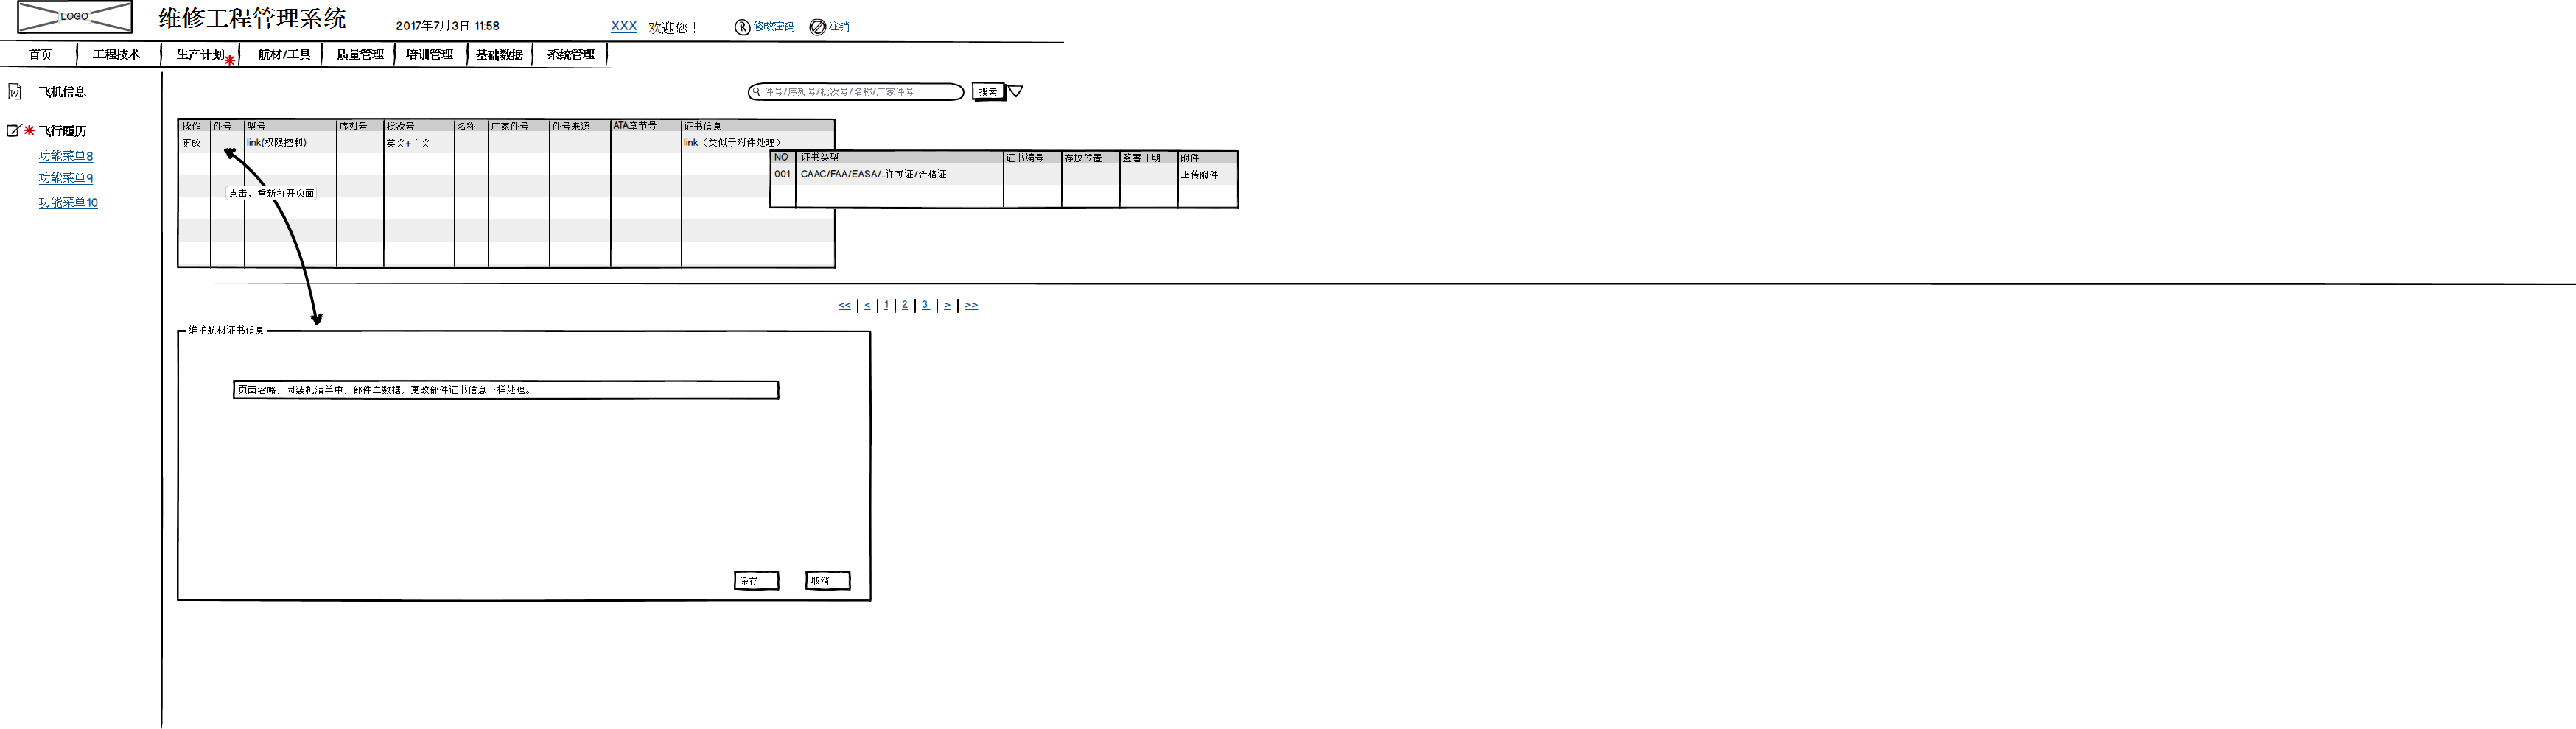 LOGO
维修工程管理系统
2017年7月3日 11:58
XXX 欢迎您！
修改密码
注销
首页 工程技术 生产计划 航材/工具 质量管理 培训管理 基础数据 系统管理
飞机信息
飞行履历
功能菜单8
功能菜单9
功能菜单10
件号/序列号/批次号/名称/厂家件号
搜索
操作 件号 型号 序列号 批次号 名称 厂家件号 件号来源 ATA章节号 证书信息
更改 link(权限控制) 英文+中文 link（类似于附件处理）
NO 证书类型 证书编号 存放位置 签署日期 附件
001 CAAC/FAA/EASA/..许可证/合格证 上传附件
点击，重新打开页面
<< < 1 2 3 > >>
维护航材证书信息
页面省略，同装机清单中，部件主数据，更改部件证书信息一样处理。
保存 取消